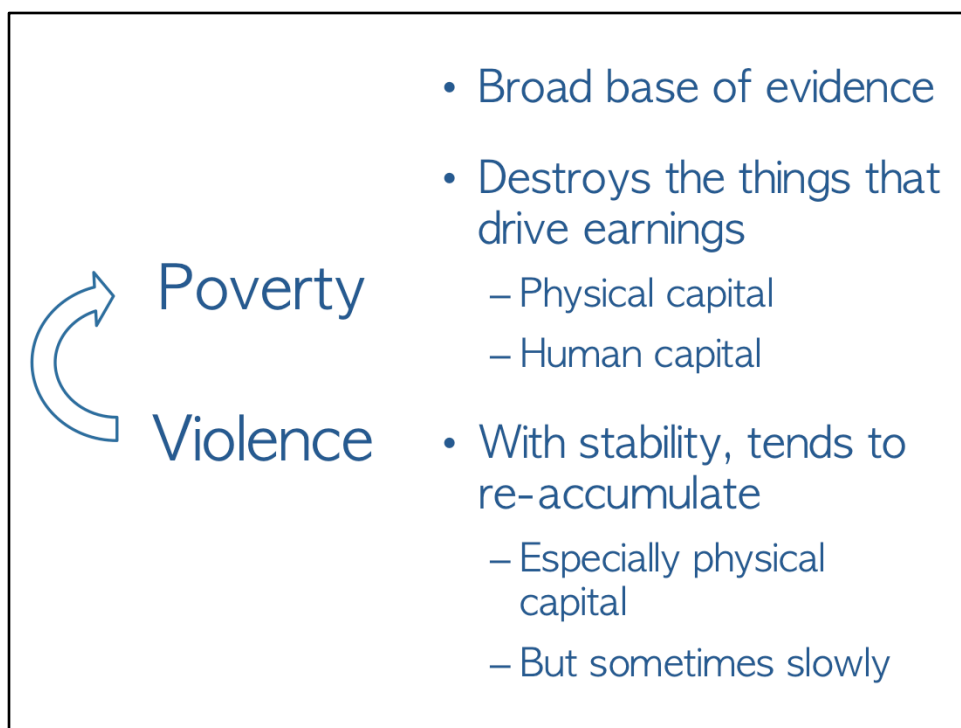 Poverty
Violence
• Broad base of evidence
• Destroys the things that
drive earnings
– Physical capital
– Human capital
• With stability, tends to
re-accumulate
– Especially physical
capital
– But sometimes slowly